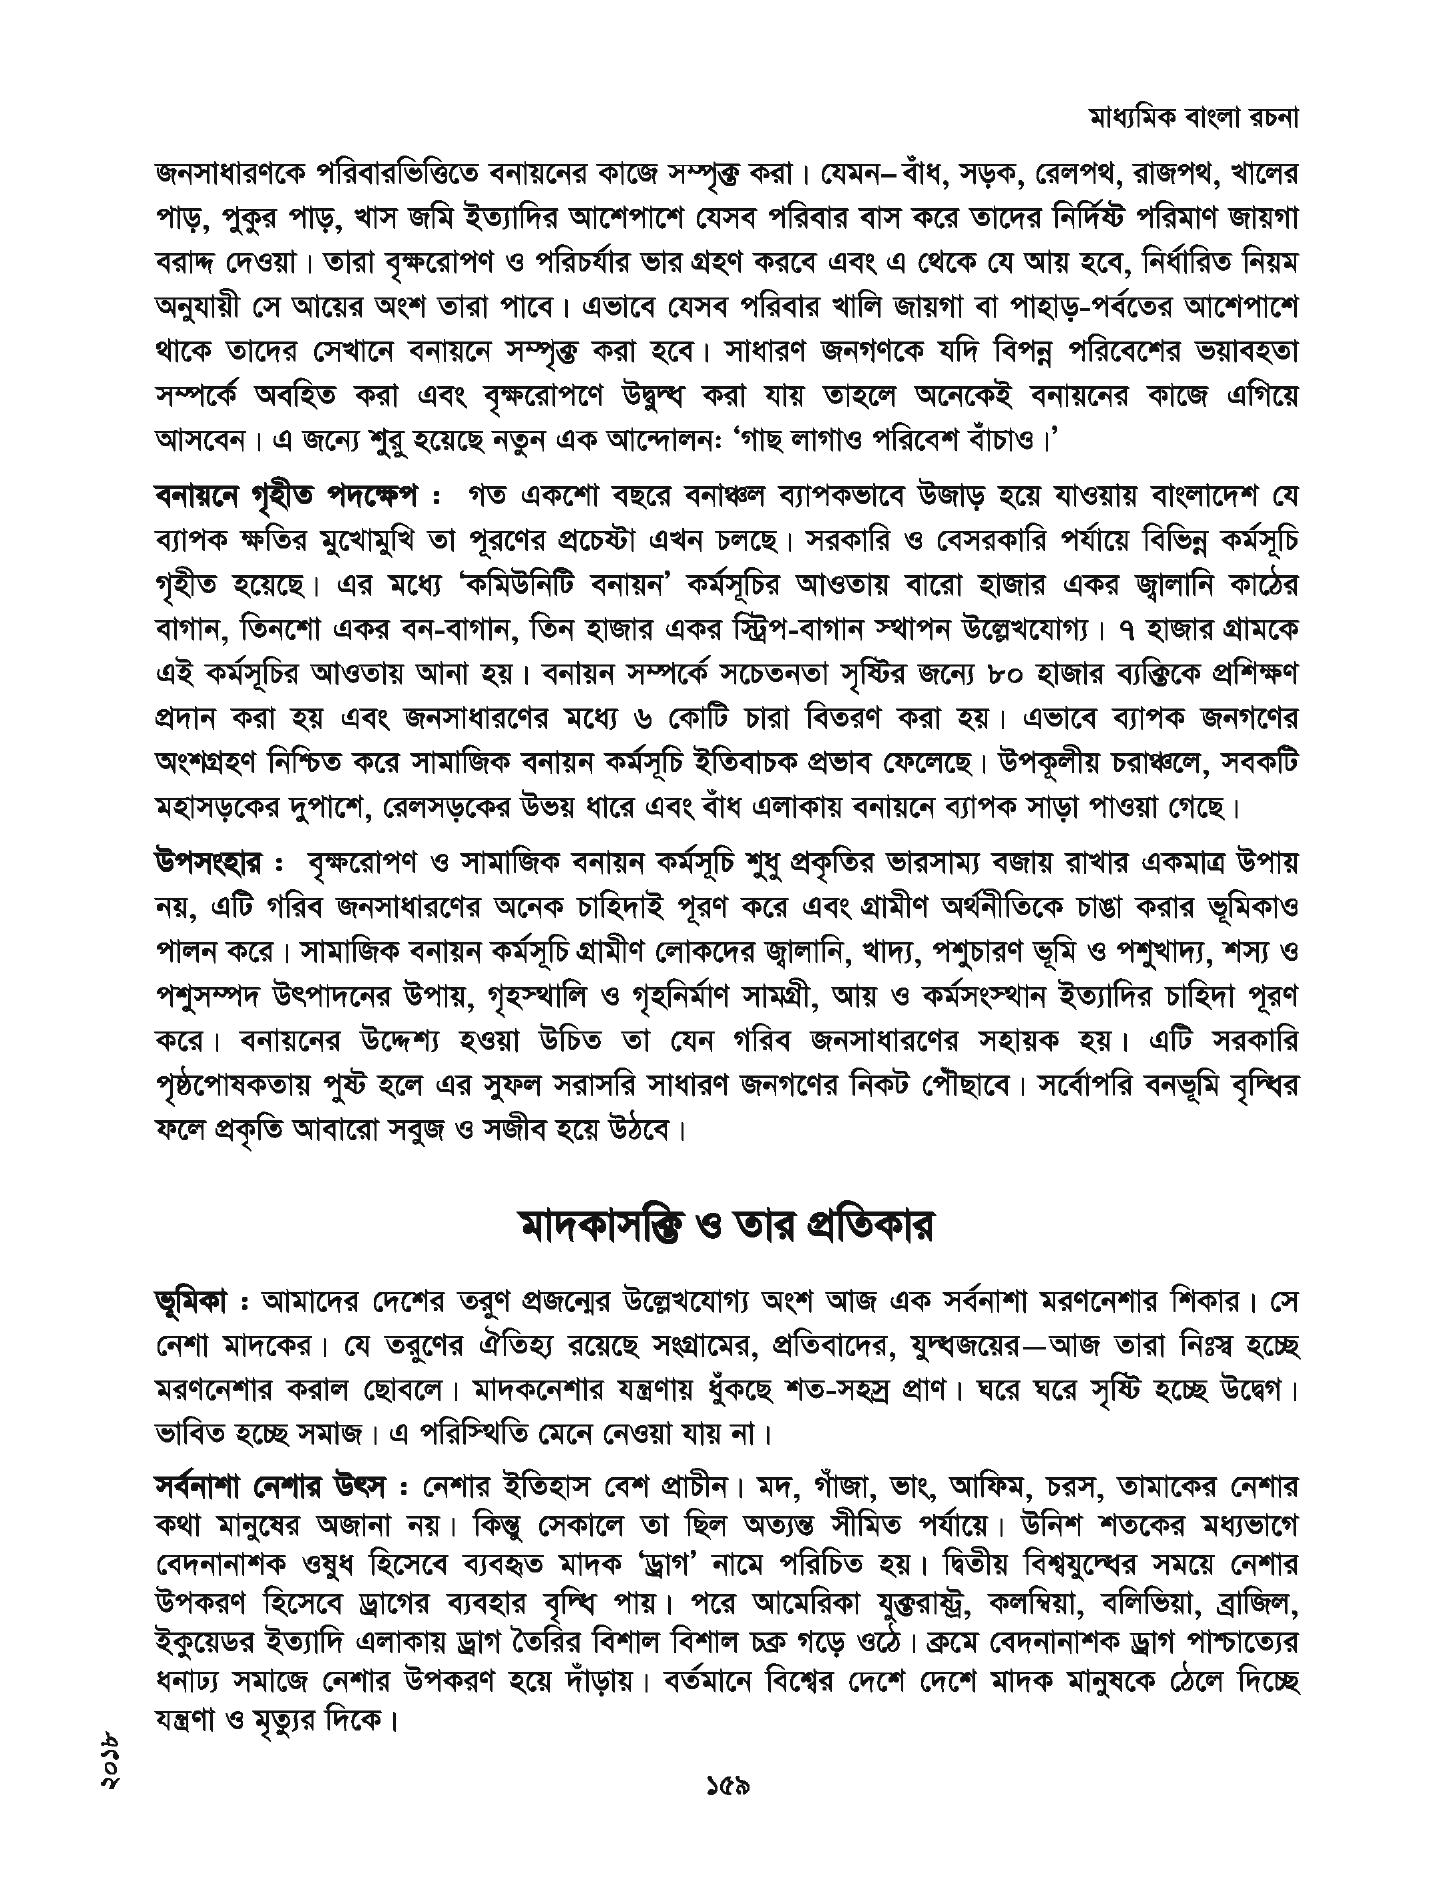 মাধ্যমিক বাংলা রচনা
জনসাধারণকে পরিবারভিত্তিতে বনায়নের কাজে সম্পৃক্ত করা। যেমন–বাঁধ, সড়ক, রেলপথ, রাজপথ, খালের
পাড়, পুকুর পাড়, খাস জমি ইত্যাদির আশেপাশে যেসব পরিবার বাস করে তাদের নির্দিষ্ট পরিমাণ জায়গা
বরাদ্দ দেওয়া। তারা বৃক্ষরোপণ ও পরিচর্যার ভার গ্রহণ করবে এবং এ থেকে যে আয় হবে, নির্ধারিত নিয়ম
অনুযায়ী সে আয়ের অংশ তারা পাবে। এভাবে যেসব পরিবার খালি জায়গা বা পাহাড়-পর্বতের আশেপাশে
থাকে তাদের সেখানে বনায়নে সম্পৃক্ত করা হবে। সাধারণ জনগণকে যদি বিপন্ন পরিবেশের ভয়াবহতা
সম্পর্কে অবহিত করা এবং বৃক্ষরোপণে উদ্বুদ্ধ করা যায় তাহলে অনেকেই বনায়নের কাজে এগিয়ে
আসবেন। এ জন্যে শুরু হয়েছে নতুন এক আন্দোলন: ‘গাছ লাগাও পরিবেশ বাঁচাও।’
বনায়নে গৃহীত পদক্ষেপ : গত একশো বছরে বনাঞ্চল ব্যাপকভাবে উজাড় হয়ে যাওয়ায় বাংলাদেশ যে
ব্যাপক ক্ষতির মুখোমুখি তা পূরণের প্রচেষ্টা এখন চলছে। সরকারি ও বেসরকারি পর্যায়ে বিভিন্ন কর্মসূচি
গৃহীত হয়েছে। এর মধ্যে ‘কমিউনিটি বনায়ন’ কর্মসূচির আওতায় বারো হাজার একর জ্বালানি কাঠের
বাগান, তিনশো একর বন-বাগান, তিন হাজার একর স্ট্রিপ-বাগান স্থাপন উল্লেখযোগ্য। ৭ হাজার গ্রামকে
এই কর্মসূচির আওতায় আনা হয়। বনায়ন সম্পর্কে সচেতনতা সৃষ্টির জন্যে ৮০ হাজার ব্যক্তিকে প্রশিক্ষণ
প্রদান করা হয় এবং জনসাধারণের মধ্যে ৬ কোটি চারা বিতরণ করা হয়। এভাবে ব্যাপক জনগণের
অংশগ্রহণ নিশ্চিত করে সামাজিক বনায়ন কর্মসূচি ইতিবাচক প্রভাব ফেলেছে। উপকূলীয় চরাঞ্চলে, সবকটি
মহাসড়কের দুপাশে, রেলসড়কের উভয় ধারে এবং বাঁধ এলাকায় বনায়নে ব্যাপক সাড়া পাওয়া গেছে।
উপসংহার : বৃক্ষরোপণ ও সামাজিক বনায়ন কর্মসূচি শুধু প্রকৃতির ভারসাম্য বজায় রাখার একমাত্র উপায়
নয়, এটি গরিব জনসাধারণের অনেক চাহিদাই পূরণ করে এবং গ্রামীণ অর্থনীতিকে চাঙা করার ভূমিকাও
পালন করে। সামাজিক বনায়ন কর্মসূচি গ্রামীণ লোকদের জ্বালানি, খাদ্য, পশুচারণ ভূমি ও পশুখাদ্য, শস্য ও
পশুসম্পদ উৎপাদনের উপায়, গৃহস্থালি ও গৃহনির্মাণ সামগ্রী, আয় ও কর্মসংস্থান ইত্যাদির চাহিদা পূরণ
করে। বনায়নের উদ্দেশ্য হওয়া উচিত তা যেন গরিব জনসাধারণের সহায়ক হয়। এটি সরকারি
পৃষ্ঠপোষকতায় পুষ্ট হলে এর সুফল সরাসরি সাধারণ জনগণের নিকট পৌঁছাবে। সর্বোপরি বনভূমি বৃদ্ধির
ফলে প্রকৃতি আবারো সবুজ ও সজীব হয়ে উঠবে।
মাদকাসক্তি ও তার প্রতিকার
ভূমিকা : আমাদের দেশের তরুণ প্রজন্মের উল্লেখযোগ্য অংশ আজ এক সর্বনাশা মরণনেশার শিকার। সে
নেশা মাদকের। যে তরুণের ঐতিহ্য রয়েছে সংগ্রামের, প্রতিবাদের, যুদ্ধজয়ের—আজ তারা নিঃস্ব হচ্ছে
মরণনেশার করাল ছোবলে। মাদকনেশার যন্ত্রণায় ধুঁকছে শত-সহস্র প্রাণ। ঘরে ঘরে সৃষ্টি হচ্ছে উদ্বেগ।
ভাবিত হচ্ছে সমাজ। এ পরিস্থিতি মেনে নেওয়া যায় না।
সর্বনাশা নেশার উৎস : নেশার ইতিহাস বেশ প্রাচীন। মদ, গাঁজা, ভাং, আফিম, চরস, তামাকের নেশার
কথা মানুষের অজানা নয়। কিন্তু সেকালে তা ছিল অত্যন্ত সীমিত পর্যায়ে। উনিশ শতকের মধ্যভাগে
বেদনানাশক ওষুধ হিসেবে ব্যবহৃত মাদক ‘ড্রাগ’ নামে পরিচিত হয়। দ্বিতীয় বিশ্বযুদ্ধের সময়ে নেশার
উপকরণ হিসেবে ড্রাগের ব্যবহার বৃদ্ধি পায়। পরে আমেরিকা যুক্তরাষ্ট্র, কলম্বিয়া, বলিভিয়া, ব্রাজিল,
ইকুয়েডর ইত্যাদি এলাকায় ড্রাগ তৈরির বিশাল বিশাল চক্র গড়ে ওঠে। ক্রমে বেদনানাশক ড্রাগ পাশ্চাত্যের
ধনাঢ্য সমাজে নেশার উপকরণ হয়ে দাঁড়ায়। বর্তমানে বিশ্বের দেশে দেশে মাদক মানুষকে ঠেলে দিচ্ছে
যন্ত্রণা ও মৃত্যুর দিকে।
২০১৮
১৫৯